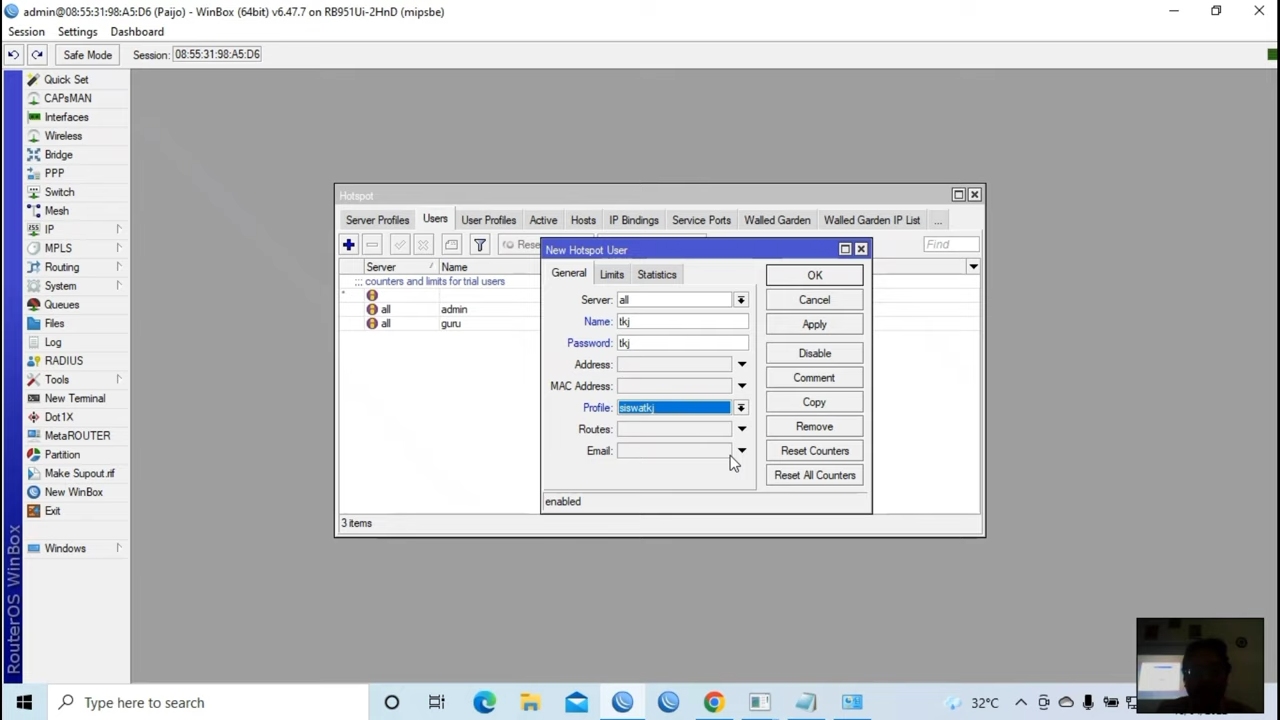 admin@08:55:31:98:A5:D6 (Paijo) - WinBox (64bit) v6.47.7 on RB951Ui-2HnD (mipsbe)
Session Settings Dashboard
Safe Mode Session: 08:55:31:98:A5:D6
Quick Set
CAPsMAN
Interfaces
Wireless
Bridge
PPP
Switch
Mesh
IP
MPLS
Routing
System
Queues
Files
Log
RADIUS
Tools
New Terminal
Dot1X
MetaROUTER
Partition
Make Supout.rif
New WinBox
Exit
Windows
RouterOS WinBox
Hotspot
Server Profiles Users User Profiles Active Hosts IP Bindings Service Ports Walled Garden Walled Garden IP List ...
Rese
Find
Server Name
::: counters and limits for trial users
*
all admin
all guru
3 items
New Hotspot User
General Limits Statistics
Server: all
Name: tkj
Password: tkj
Address:
MAC Address:
Profile: siswatkj
Routes:
Email:
enabled
OK
Cancel
Apply
Disable
Comment
Copy
Remove
Reset Counters
Reset All Counters
Type here to search
32°C